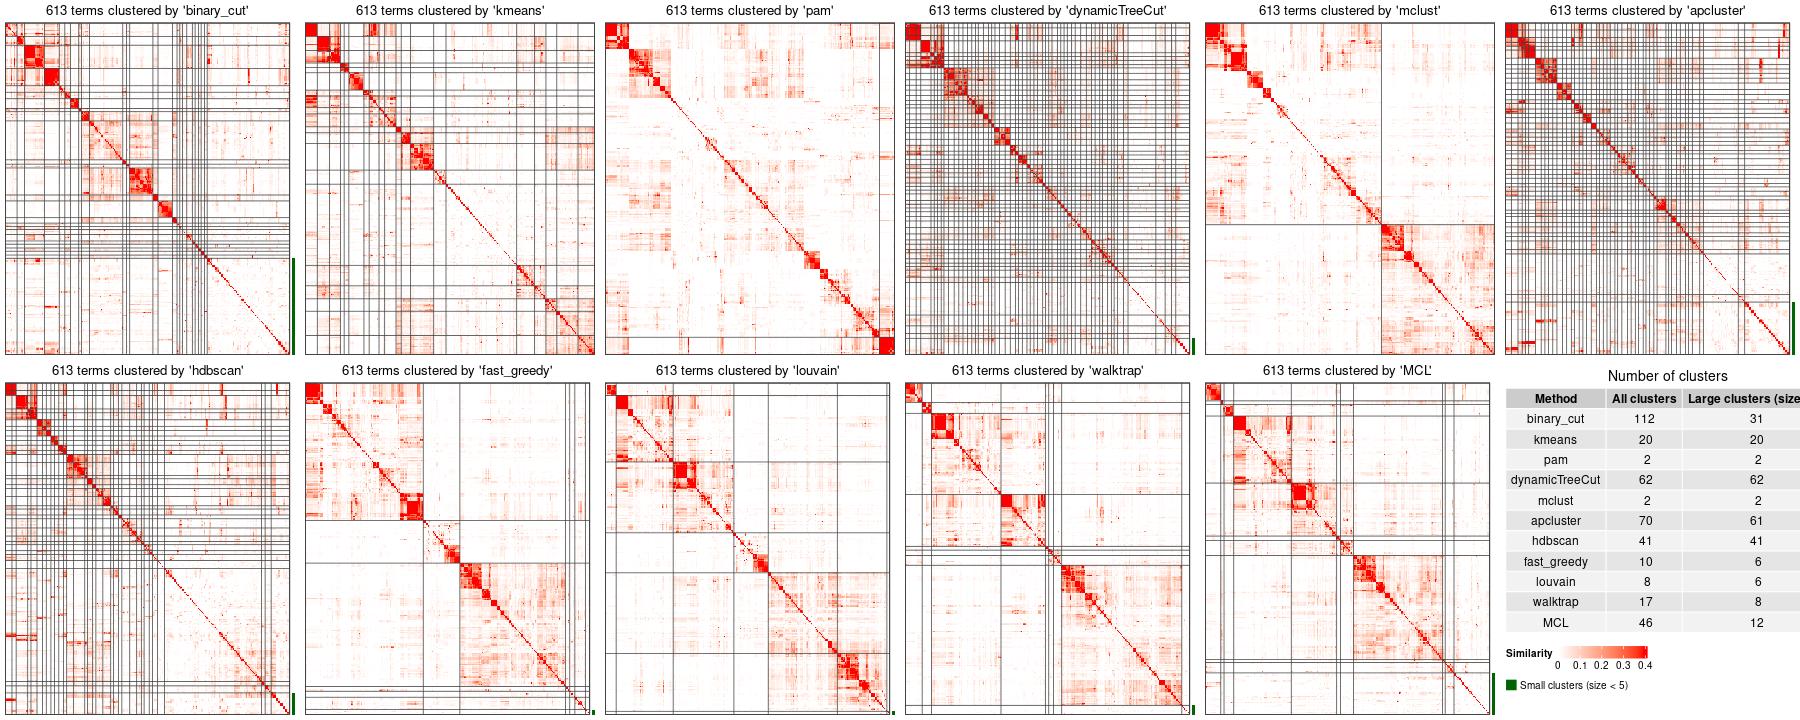 613 terms clustered by 'binary_cut'
613 terms clustered by 'kmeans'
613 terms clustered by 'pam'
613 terms clustered by 'dynamicTreeCut'
613 terms clustered by 'mclust'
613 terms clustered by 'apcluster'
613 terms clustered by 'hdbscan'
613 terms clustered by 'fast_greedy'
613 terms clustered by 'louvain'
613 terms clustered by 'walktrap'
613 terms clustered by 'MCL'
Number of clusters
Method All clusters Large clusters (size
binary_cut 112 31
kmeans 20 20
pam 2 2
dynamicTreeCut 62 62
mclust 2 2
apcluster 70 61
hdbscan 41 41
fast_greedy 10 6
louvain 8 6
walktrap 17 8
MCL 46 12
Similarity
0 0.1 0.2 0.3 0.4
Small clusters (size < 5)